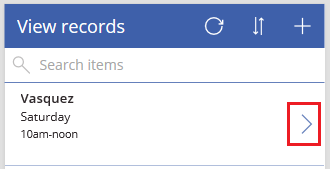 View records
Search items
Vasquez
Saturday
10am-noon